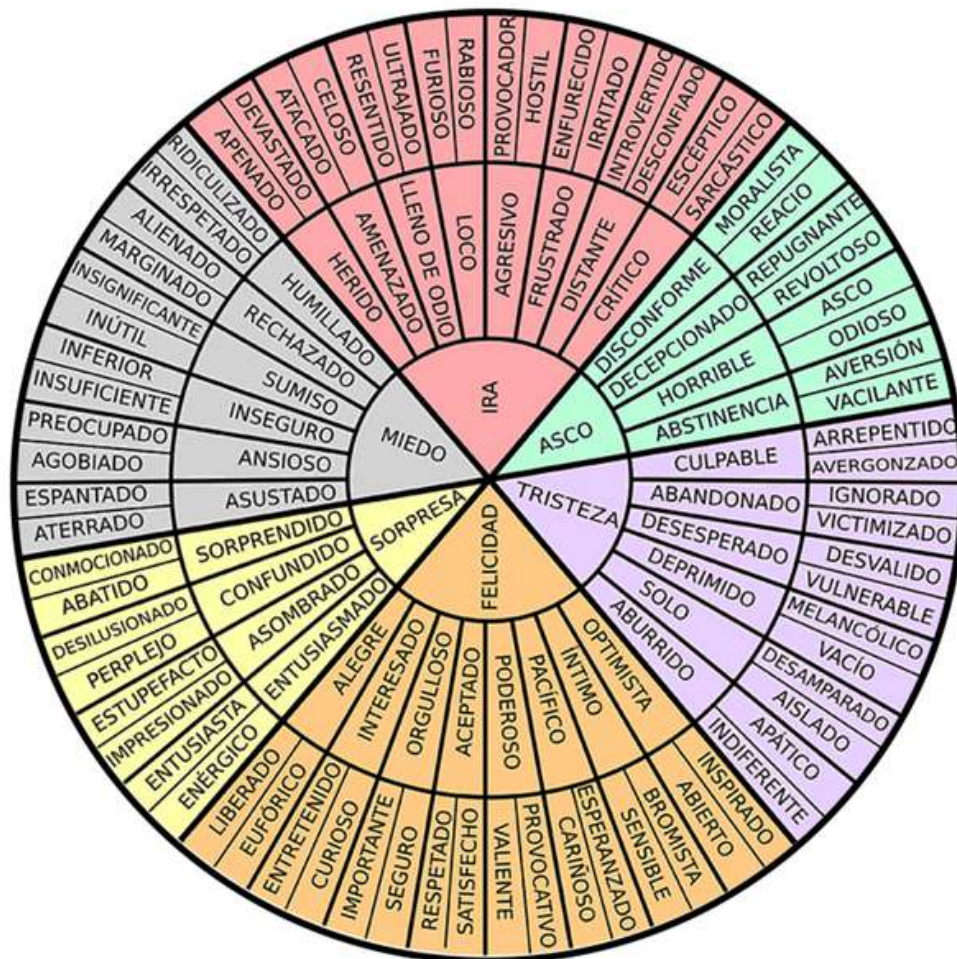 IRA
HERIDO
AMENAZADO
LLENO DE ODIO
LOCO
AGRESIVO
FRUSTRADO
DISTANTE
CRÍTICO
APENADO
DEVASTADO
ATACADO
CELOSO
RESENTIDO
ULTRAJADO
FURIOSO
RABIOSO
PROVOCADOR
HOSTIL
ENFURECIDO
IRRITADO
INTROVERTIDO
DESCONFIADO
ESCÉPTICO
SARCÁSTICO
ASCO
DISCONFORME
DECEPCIONADO
HORRIBLE
ABSTINENCIA
MORALISTA
REACIO
REPUGNANTE
REVOLTOSO
ASCO
ODIOSO
AVERSIÓN
VACILANTE
TRISTEZA
CULPABLE
ABANDONADO
DESESPERADO
DEPRIMIDO
SOLO
ABURRIDO
ARREPENTIDO
AVERGONZADO
IGNORADO
VICTIMIZADO
DESVALIDO
VULNERABLE
MELANCÓLICO
VACÍO
DESAMPARADO
AISLADO
APÁTICO
INDIFERENTE
FELICIDAD
ALEGRE
INTERESADO
ORGULLOSO
ACEPTADO
PODEROSO
PACÍFICO
ÍNTIMO
OPTIMISTA
LIBERADO
EUFÓRICO
ENTRETENIDO
CURIOSO
IMPORTANTE
SEGURO
RESPETADO
SATISFECHO
VALIENTE
PROVOCATIVO
CARIÑOSO
ESPERANZADO
SENSIBLE
BROMISTA
ABIERTO
INSPIRADO
SORPRESA
SORPRENDIDO
CONFUNDIDO
ASOMBRADO
ENTUSIASMADO
CONMOCIONADO
ABATIDO
DESILUSIONADO
PERPLEJO
ESTUPEFACTO
IMPRESIONADO
ENTUSIASTA
ENÉRGICO
MIEDO
HUMILLADO
RECHAZADO
SUMISO
INSEGURO
ANSIOSO
ASUSTADO
RIDICULIZADO
IRRESPETADO
ALIENADO
MARGINADO
INSIGNIFICANTE
INÚTIL
INFERIOR
INSUFICIENTE
PREOCUPADO
AGOBIADO
ESPANTADO
ATERRADO